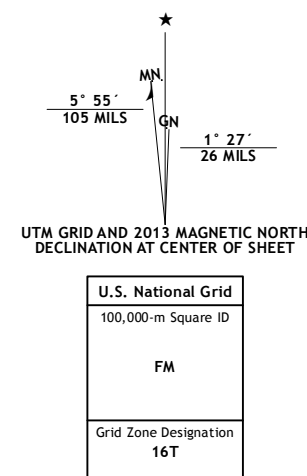 ★
MN.
5° 55´
105 MILS
GN
1° 27´
26 MILS
UTM GRID AND 2013 MAGNETIC NORTH
DECLINATION AT CENTER OF SHEET
U.S. National Grid
100,000-m Square ID
FM
Grid Zone Designation
16T